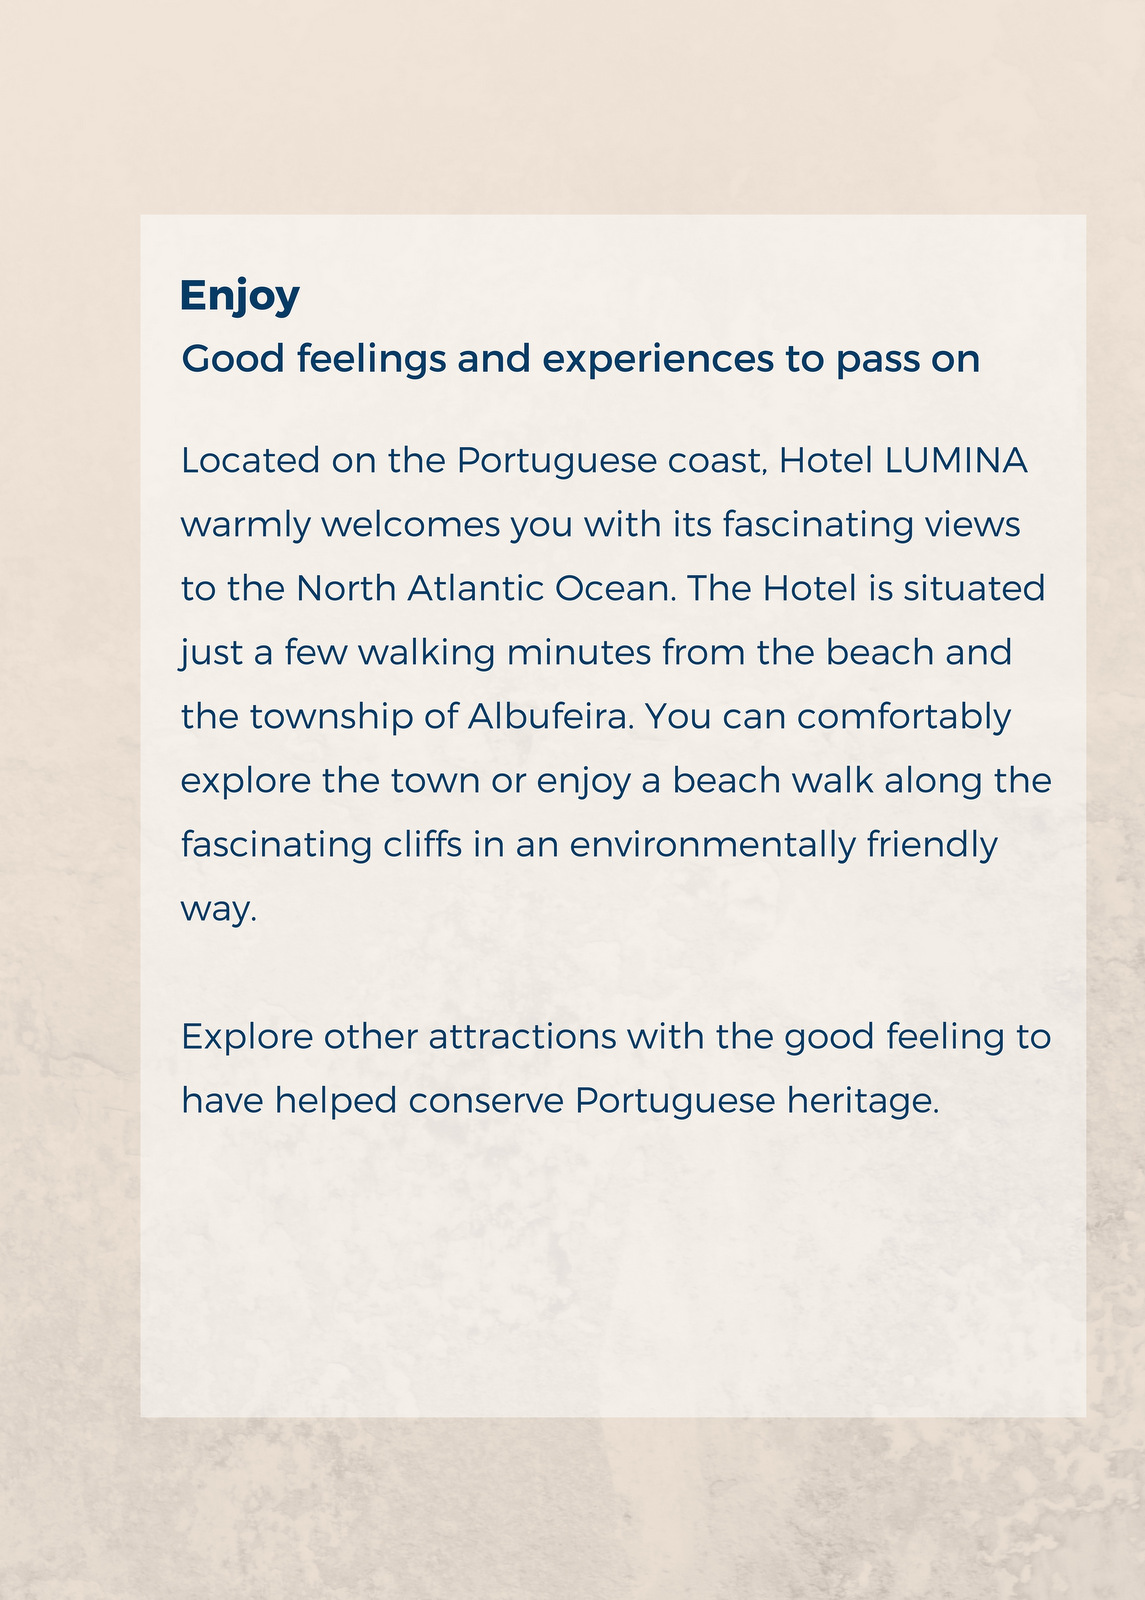 Enjoy
Good feelings and experiences to pass on
Located on the Portuguese coast, Hotel LUMINA
warmly welcomes you with its fascinating views
to the North Atlantic Ocean. The Hotel is situated
just a few walking minutes from the beach and
the township of Albufeira. You can comfortably
explore the town or enjoy a beach walk along the
fascinating cliffs in an environmentally friendly
way.
Explore other attractions with the good feeling to
have helped conserve Portuguese heritage.